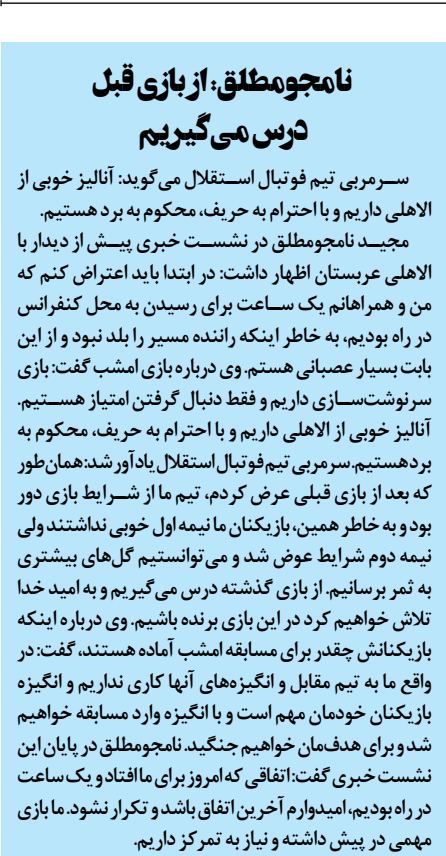 نامجومطلق: از بازی قبل
درس می‌گیریم
ســرمربی تیم فوتبال اســتقلال می‌گوید: آنالیز خوبی از
الاهلی داریم و با احترام به حریف، محکوم به برد هستیم.
مجیــد نامجومطلق در نشســت خبری پیــش از دیدار با
الاهلی عربستان اظهار داشت: در ابتدا باید اعتراض کنم که
من و همراهانم یک ســاعت برای رسیدن به محل کنفرانس
در راه بودیم، به خاطر اینکه راننده مسیر را بلد نبود و از این
بابت بسیار عصبانی هستم. وی درباره بازی امشب گفت: بازی
سرنوشت‌ســازی داریم و فقط دنبال گرفتن امتیاز هســتیم.
آنالیز خوبی از الاهلی داریم و با احترام به حریف، محکوم به
برد هستیم. سرمربی تیم فوتبال استقلال یادآور شد: همان‌طور
که بعد از بازی قبلی عرض کردم، تیم ما از شــرایط بازی دور
بود و به خاطر همین، بازیکنان ما نیمه اول خوبی نداشتند ولی
نیمه دوم شرایط عوض شد و می‌توانستیم گل‌های بیشتری
به ثمر برسانیم. از بازی گذشته درس می‌گیریم و به امید خدا
تلاش خواهیم کرد در این بازی برنده باشیم. وی درباره اینکه
بازیکنانش چقدر برای مسابقه امشب آماده هستند، گفت: در
واقع ما به تیم مقابل و انگیزه‌های آنها کاری نداریم و انگیزه
بازیکنان خودمان مهم است و با انگیزه وارد مسابقه خواهیم
شد و برای هدف‌مان خواهیم جنگید. نامجومطلق در پایان این
نشست خبری گفت: اتفاقی که امروز برای ما افتاد و یک ساعت
در راه بودیم، امیدوارم آخرین اتفاق باشد و تکرار نشود. ما بازی
مهمی در پیش داشته و نیاز به تمرکز داریم.